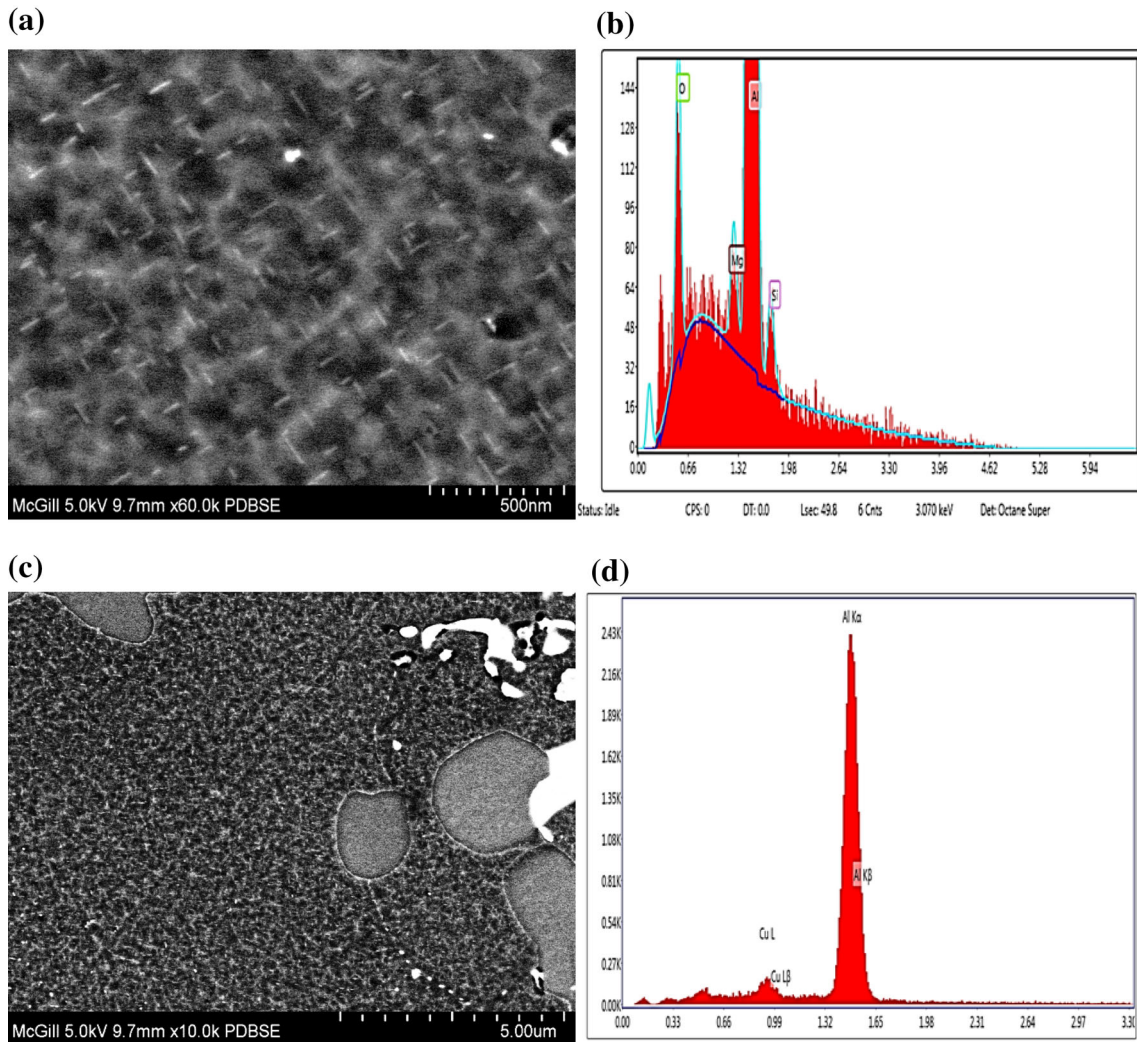 (a)
McGill 5.0kV 9.7mm x60.0k PDBSE
500nm
(b)
144
128
112
96
80
64
48
32
16
0
O
Al
Mg
Si
0.00 0.66 1.32 1.98 2.64 3.30 3.96 4.62 5.28 5.94
Status: Idle CPS: 0 DT: 0.0 Lsec: 49.8 6 Cnts 3.070 keV Det: Octane Super
(c)
McGill 5.0kV 9.7mm x10.0k PDBSE
5.00um
(d)
2.43K
2.16K
1.89K
1.62K
1.35K
1.08K
0.81K
0.54K
0.27K
0.00K
Al Kα
Al Kβ
Cu L
Cu Lβ
0.00 0.33 0.66 0.99 1.32 1.65 1.98 2.31 2.64 2.97 3.30